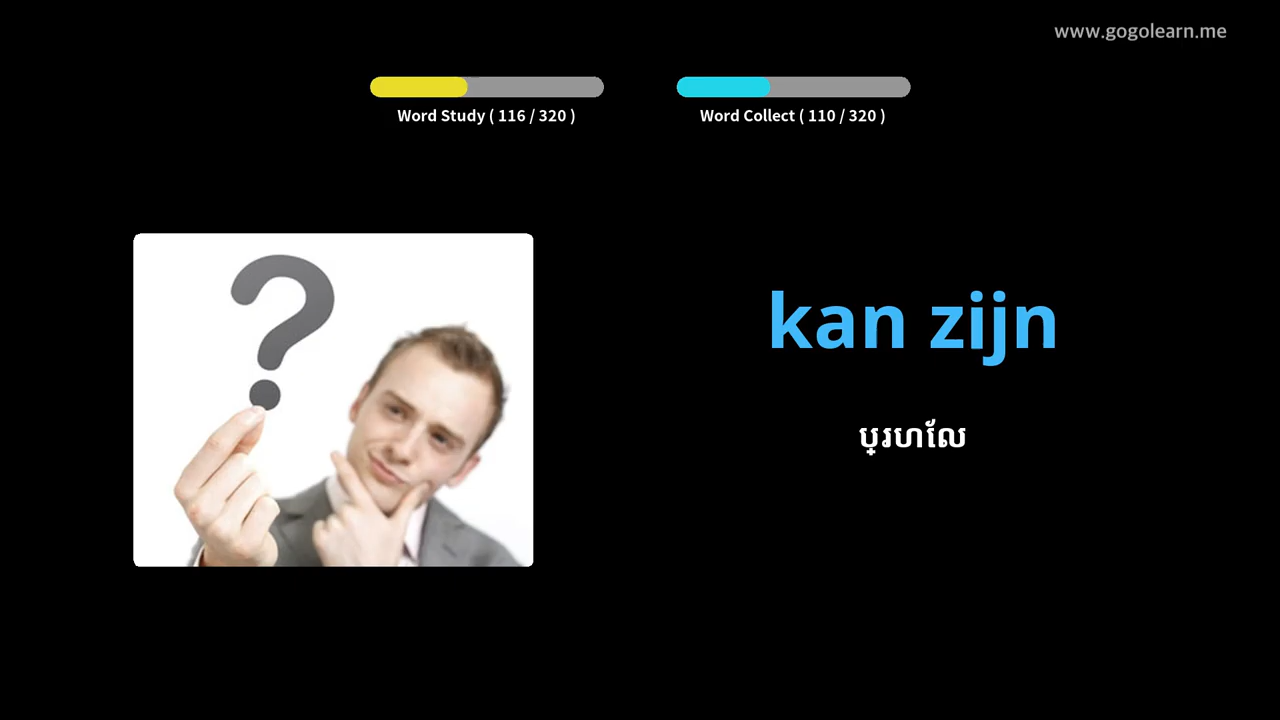 www.gogolearn.me
Word Study ( 116 / 320 )
Word Collect ( 110 / 320 )
kan zijn
ប្រហលែ